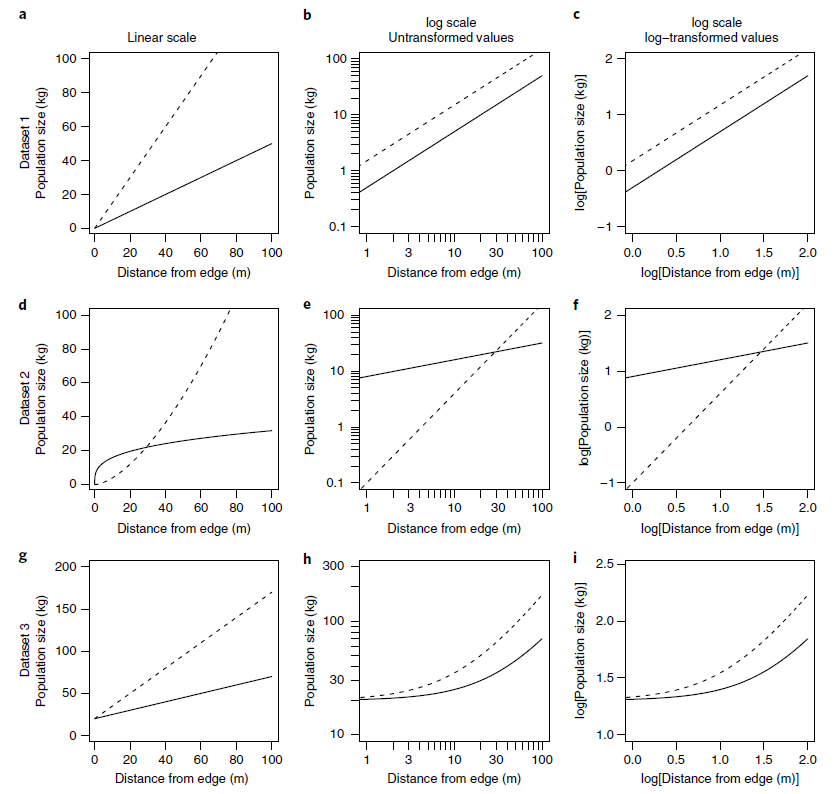 a
Linear scale
b
log scale
Untransformed values
c
log scale
log−transformed values
Dataset 1
Population size (kg)
100
80
60
40
20
0
0 20 40 60 80 100
Distance from edge (m)
Population size (kg)
100
10
1
0.1
1 3 10 30 100
Distance from edge (m)
log[Population size (kg)]
2
1
0
−1
0.0 0.5 1.0 1.5 2.0
log[Distance from edge (m)]
d
Dataset 2
Population size (kg)
100
80
60
40
20
0
0 20 40 60 80 100
Distance from edge (m)
e
Population size (kg)
100
10
1
0.1
1 3 10 30 100
Distance from edge (m)
f
log[Population size (kg)]
2
1
0
−1
0.0 0.5 1.0 1.5 2.0
log[Distance from edge (m)]
g
Dataset 3
Population size (kg)
200
150
100
50
0
0 20 40 60 80 100
Distance from edge (m)
h
Population size (kg)
300
100
30
10
1 3 10 30 100
Distance from edge (m)
i
log[Population size (kg)]
2.5
2.0
1.5
1.0
0.0 0.5 1.0 1.5 2.0
log[Distance from edge (m)]